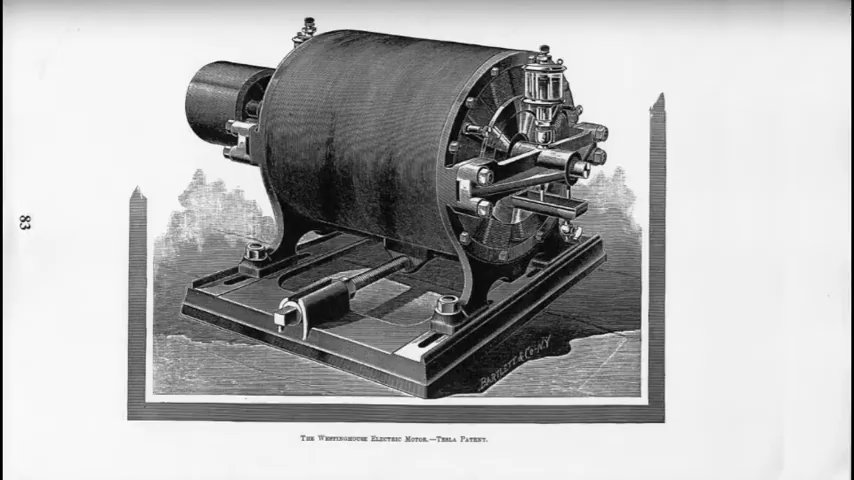 83
BARTLETT & CO. N.Y.
THE WESTINGHOUSE ELECTRIC MOTOR.—TESLA PATENT.